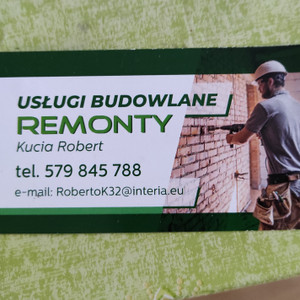 USŁUGI BUDOWLANE
REMONTY
Kucia Robert
tel. 579 845 788
e-mail: RobertoK32@interia.eu